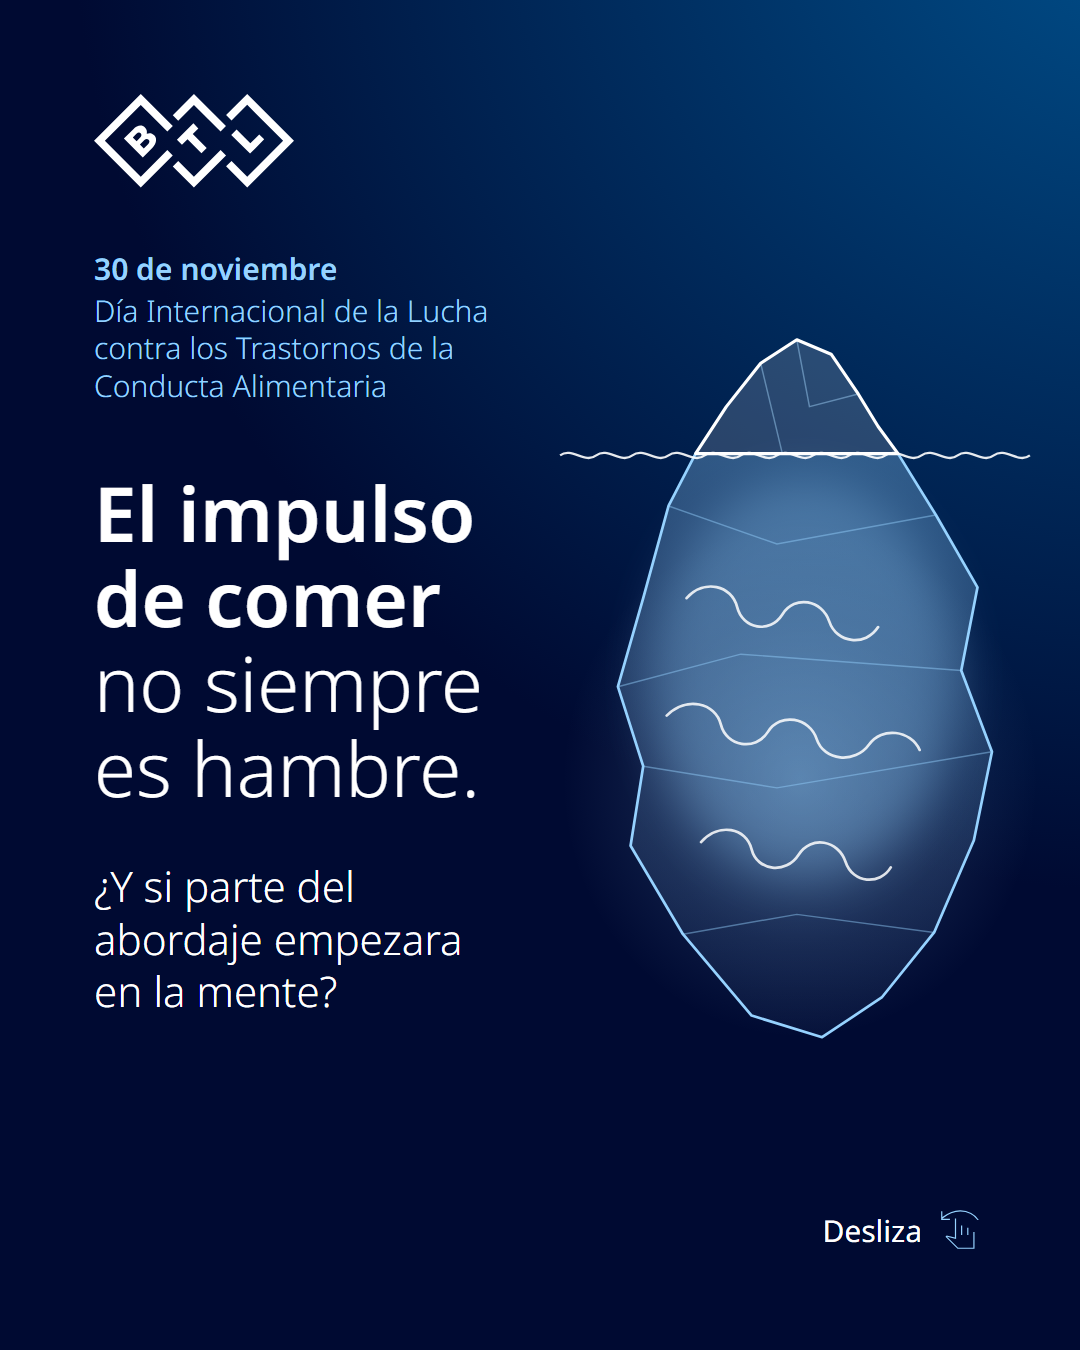 BTL
30 de noviembre
Día Internacional de la Lucha
contra los Trastornos de la
Conducta Alimentaria
El impulso
de comer
no siempre
es hambre.
¿Y si parte del
abordaje empezara
en la mente?
Desliza